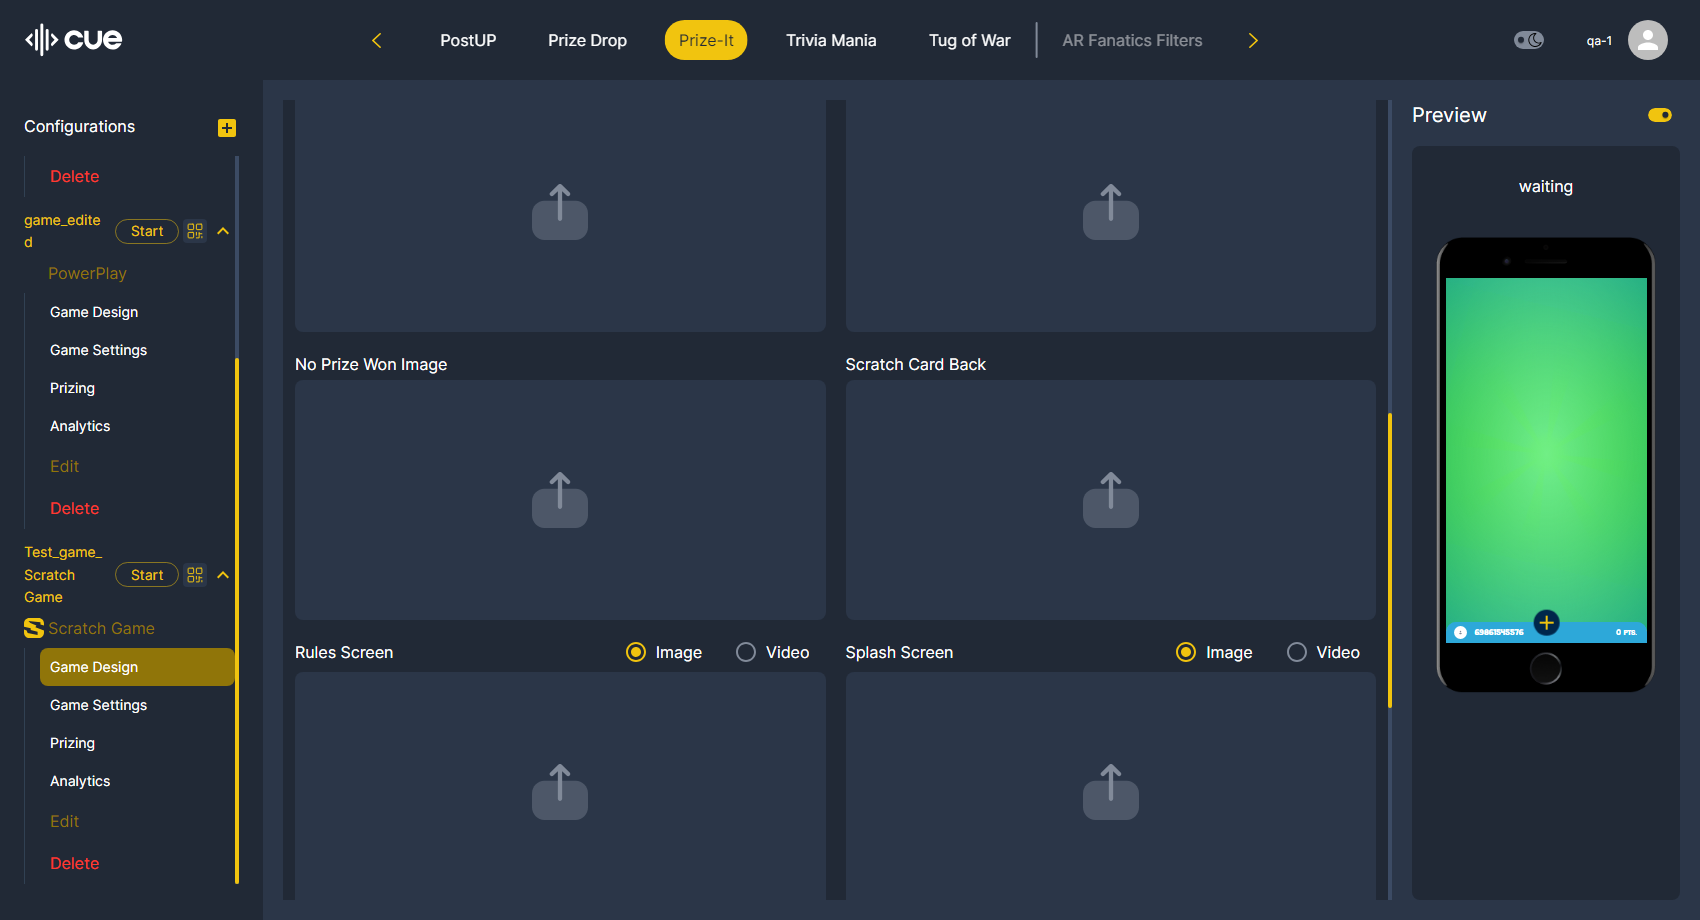 cue
PostUP
Prize Drop
Prize-It
Trivia Mania
Tug of War
AR Fanatics Filters
qa-1
Configurations
Delete
game_edite
d
Start
PowerPlay
Game Design
Game Settings
Prizing
Analytics
Edit
Delete
Test_game_
Scratch
Game
Start
Scratch Game
Game Design
Game Settings
Prizing
Analytics
Edit
Delete
No Prize Won Image
Scratch Card Back
Rules Screen
Image
Video
Splash Screen
Image
Video
Preview
waiting
0 PTS.